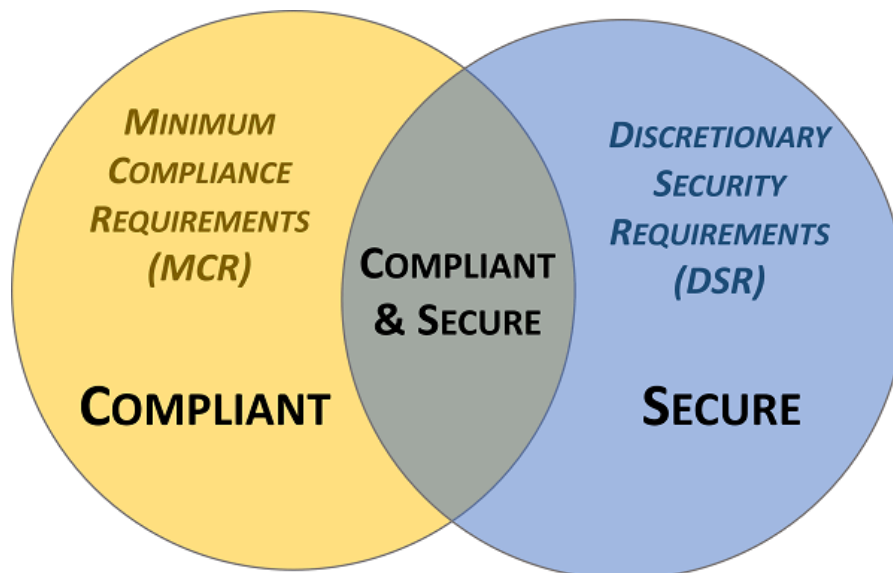 MINIMUM
COMPLIANCE
REQUIREMENTS
(MCR)
COMPLIANT
COMPLIANT
& SECURE
DISCRETIONARY
SECURITY
REQUIREMENTS
(DSR)
SECURE